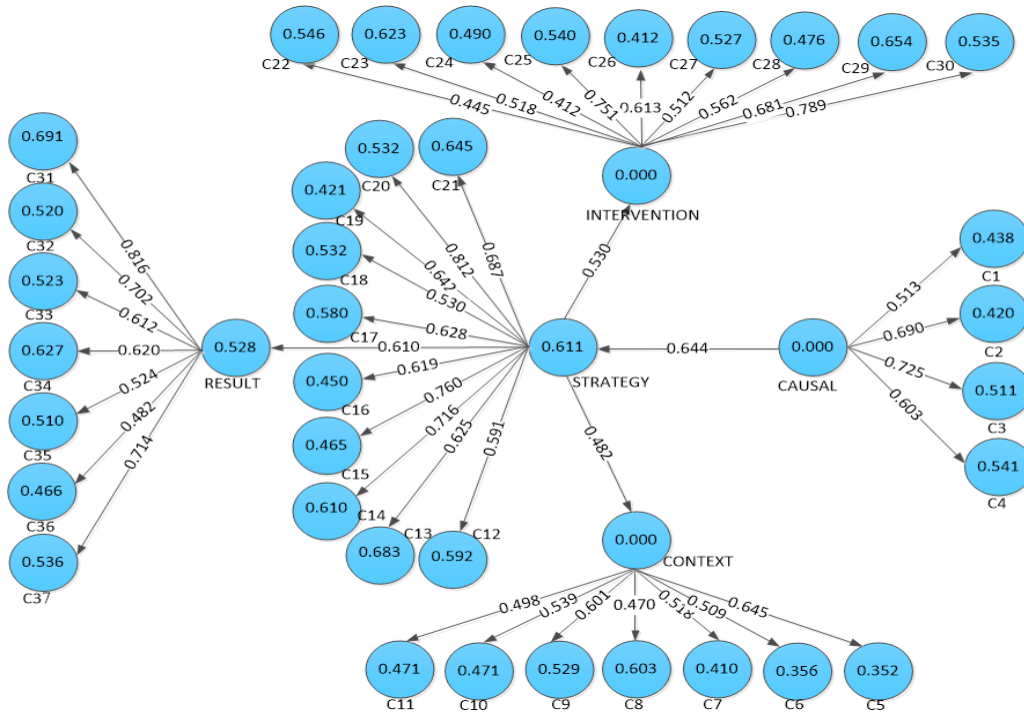 0.546 0.623 0.490 0.540 0.412 0.527 0.476 0.654 0.535
C22 C23 C24 C25 C26 C27 C28 C29 C30
0.445 0.518 0.412 0.751 0.613 0.512 0.562 0.681 0.789
0.000
INTERVENTION
0.530
0.691
C31
0.520
C32
0.523
C33
0.627
C34
0.510
C35
0.466
C36
0.536
C37
0.816
0.702
0.612
0.620
0.524
0.482
0.714
0.528
RESULT
0.610
0.645
C21
0.532
C20
0.421
C19
0.532
C18
0.580
C17
0.450
C16
0.465
C15
0.610
C14
0.683
C13
0.592
C12
0.687
0.812
0.642
0.530
0.628
0.619
0.760
0.716
0.625
0.591
0.611
STRATEGY
0.644
0.000
CAUSAL
0.513
0.690
0.725
0.603
0.438
C1
0.420
C2
0.511
C3
0.541
C4
0.482
0.000
CONTEXT
0.498 0.539 0.601 0.470 0.518 0.509 0.645
0.471 0.471 0.529 0.603 0.410 0.356 0.352
C11 C10 C9 C8 C7 C6 C5